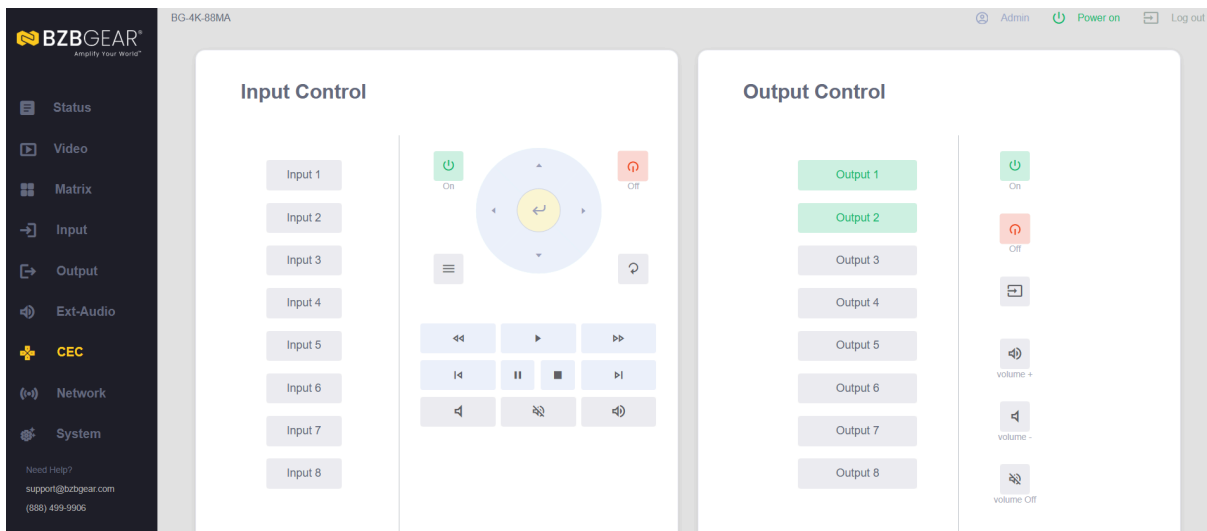 BZBGEAR®
Amplify Your World™
Status
Video
Matrix
Input
Output
Ext-Audio
CEC
Network
System
Need Help?
support@bzbgear.com
(888) 499-9906
BG-4K-88MA
Admin
Power on
Log out
Input Control
Input 1
Input 2
Input 3
Input 4
Input 5
Input 6
Input 7
Input 8
On
Off
Output Control
Output 1
Output 2
Output 3
Output 4
Output 5
Output 6
Output 7
Output 8
On
Off
volume +
volume -
volume Off